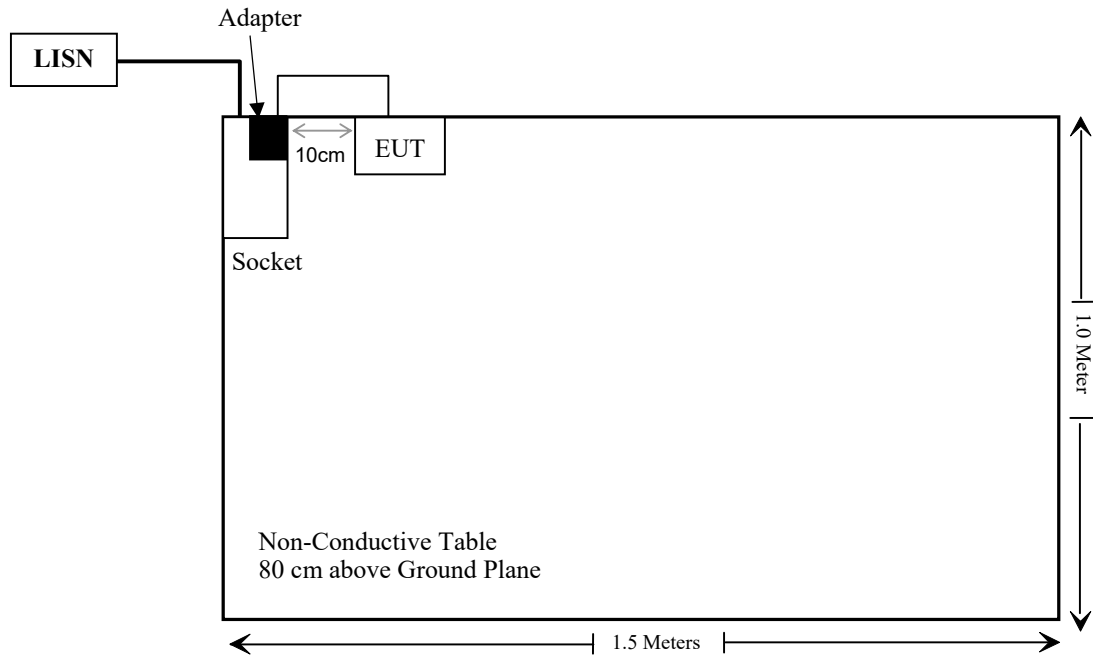 Adapter
LISN
10cm
EUT
Socket
1.0 Meter
Non-Conductive Table
80 cm above Ground Plane
1.5 Meters